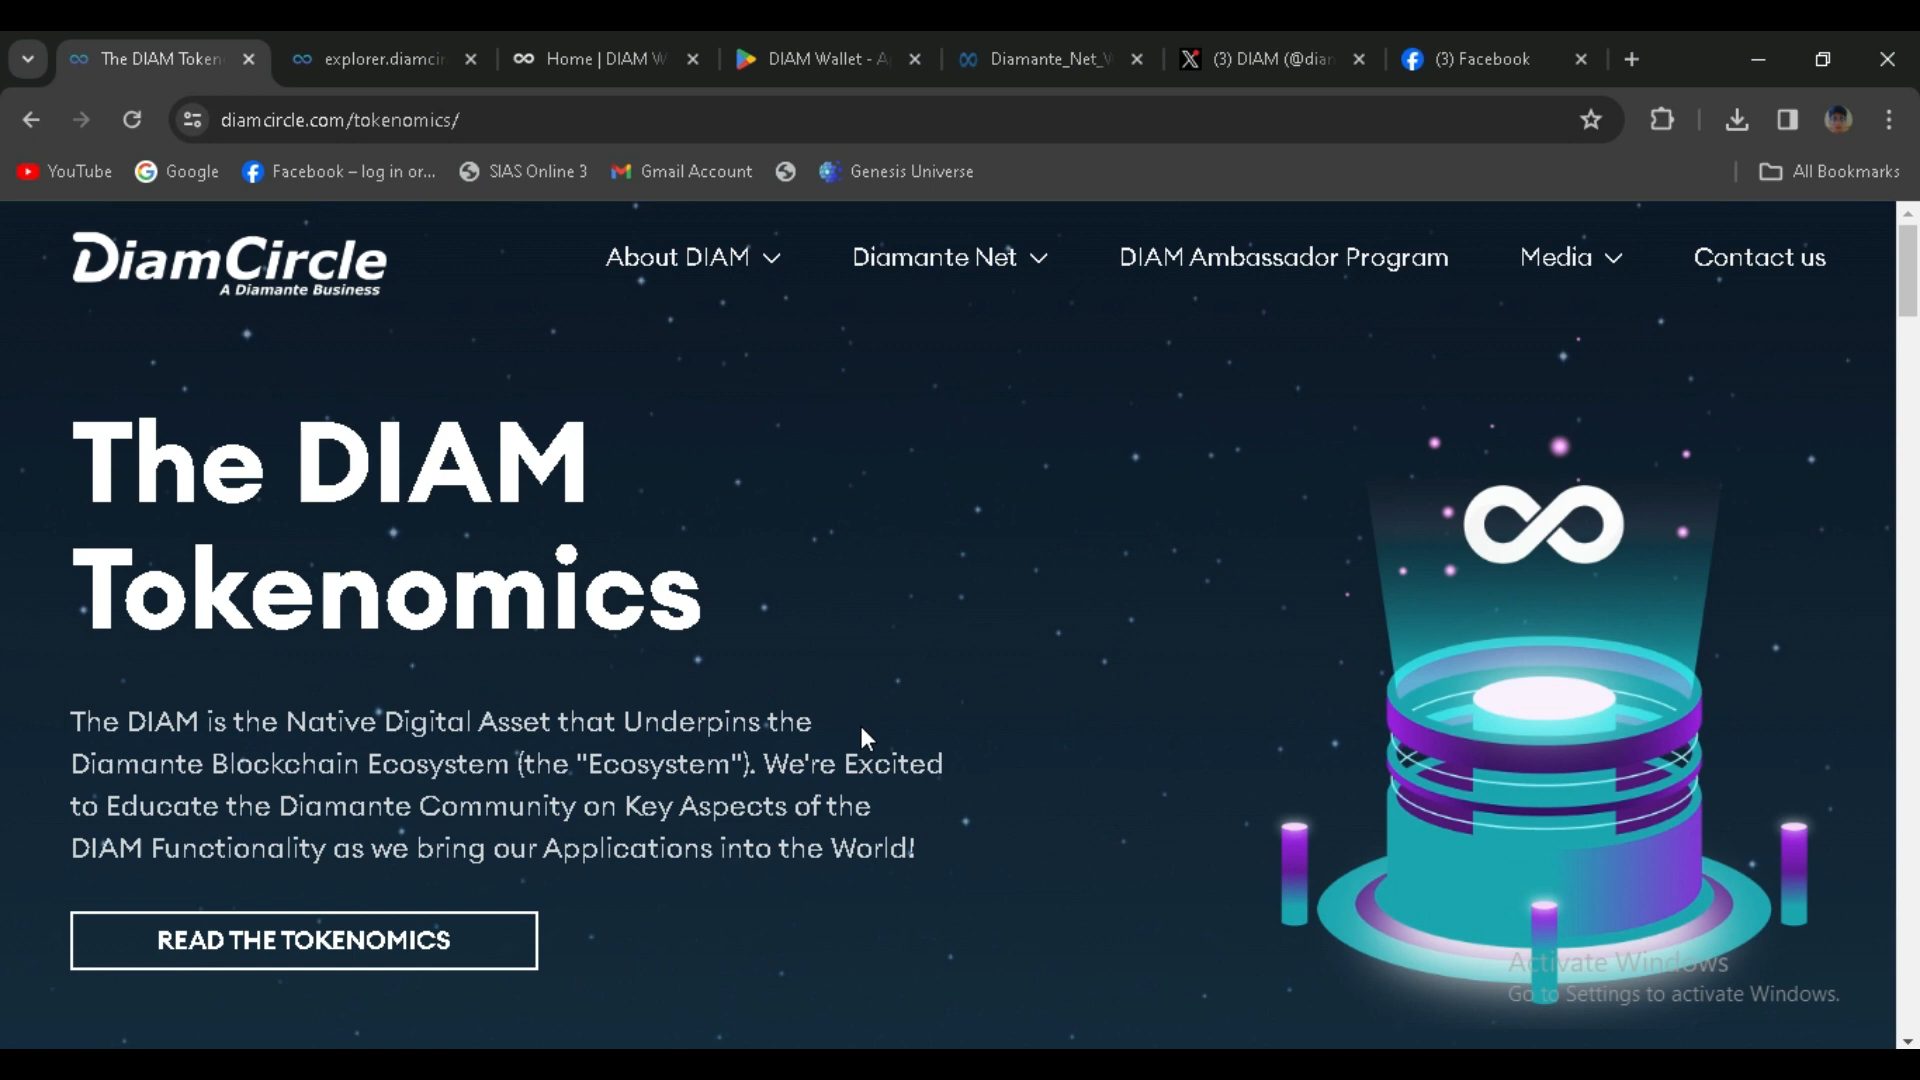 The DIAM Token
explorer.diamcir
Home | DIAM W
DIAM Wallet - A
Diamante_Net_V
(3) DIAM (@diar
(3) Facebook
diamcircle.com/tokenomics/
YouTube
Google
Facebook – log in or...
SIAS Online 3
Gmail Account
Genesis Universe
All Bookmarks
DiamCircle
A Diamante Business
About DIAM
Diamante Net
DIAM Ambassador Program
Media
Contact us
The DIAM
Tokenomics
The DIAM is the Native Digital Asset that Underpins the
Diamante Blockchain Ecosystem (the "Ecosystem"). We're Excited
to Educate the Diamante Community on Key Aspects of the
DIAM Functionality as we bring our Applications into the World!
READ THE TOKENOMICS
Activate Windows
Go to Settings to activate Windows.